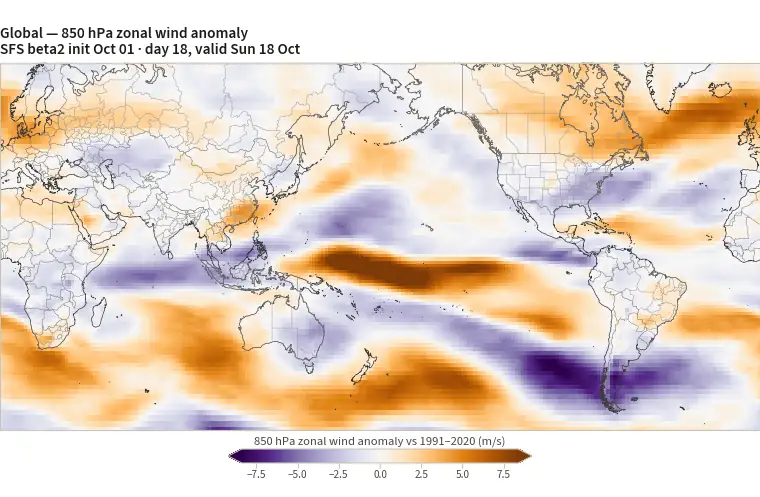 Global — 850 hPa zonal wind anomaly
SFS beta2 init Oct 01 · day 18, valid Sun 18 Oct
850 hPa zonal wind anomaly vs 1991–2020 (m/s)
−7.5 −5.0 −2.5 0.0 2.5 5.0 7.5